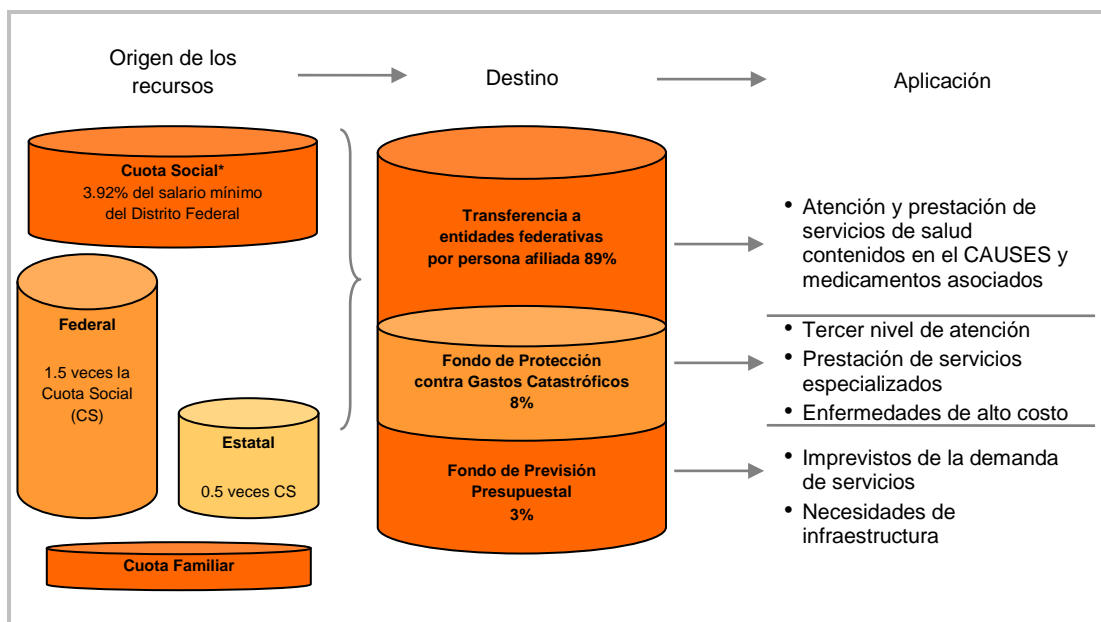 Origen de los
recursos
Destino
Aplicación
Cuota Social*
3.92% del salario mínimo
del Distrito Federal
Federal
1.5 veces la
Cuota Social
(CS)
Estatal
0.5 veces CS
Cuota Familiar
Transferencia a
entidades federativas
por persona afiliada 89%
Fondo de Protección
contra Gastos Catastróficos
8%
Fondo de Previsión
Presupuestal
3%
• Atención y prestación de
servicios de salud
contenidos en el CAUSES y
medicamentos asociados
• Tercer nivel de atención
• Prestación de servicios
especializados
• Enfermedades de alto costo
• Imprevistos de la demanda
de servicios
• Necesidades de
infraestructura